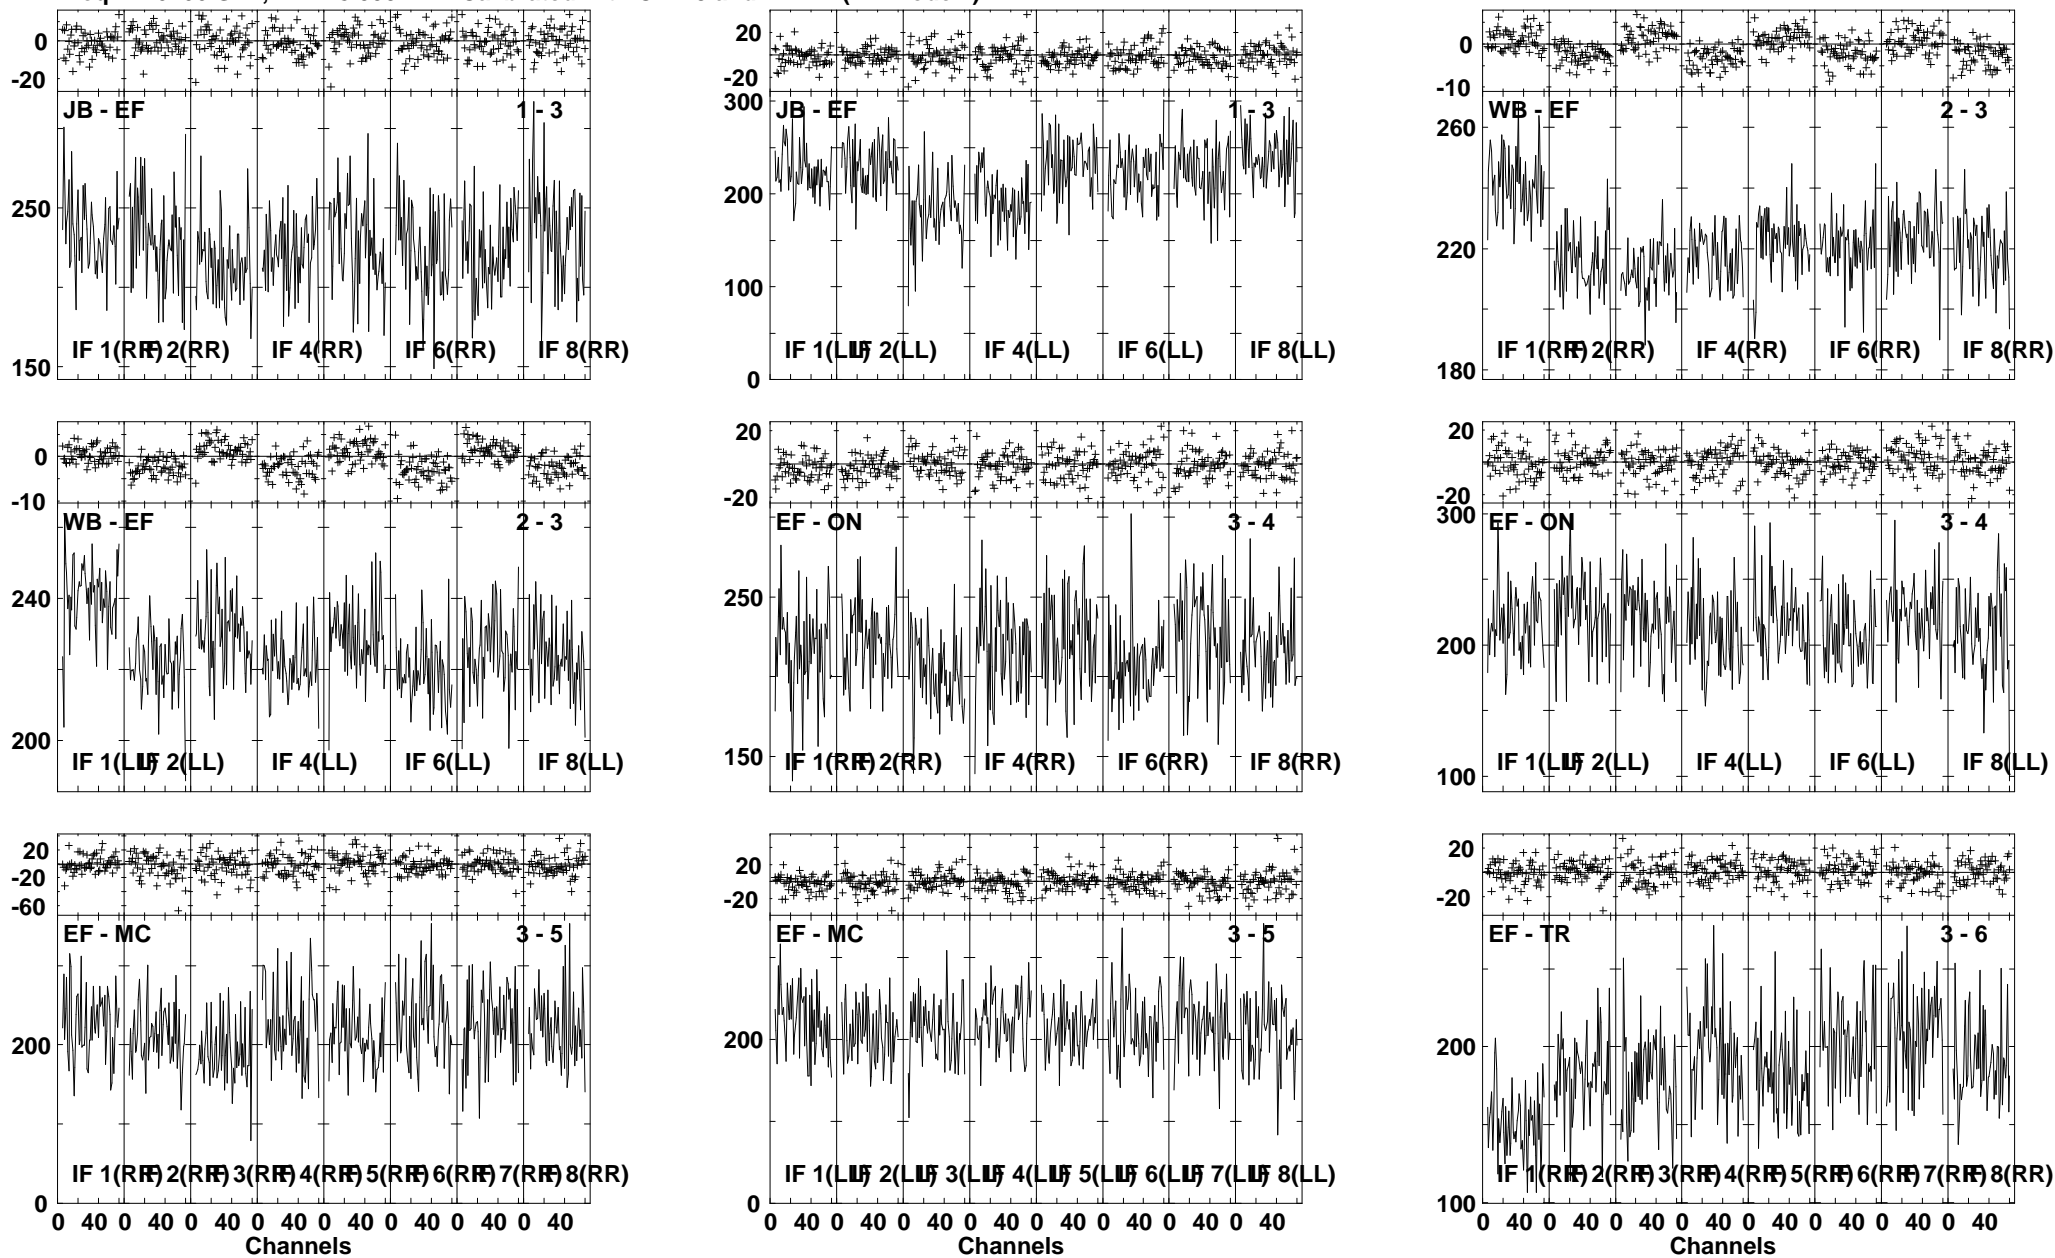 0
-20
JB - EF 1 - 3
250
150
IF 1(RR) IF 2(RR) IF 4(RR) IF 6(RR) IF 8(RR)
20
-20
JB - EF 1 - 3
300
200
100
0
IF 1(LL) IF 2(LL) IF 4(LL) IF 6(LL) IF 8(LL)
0
-10
WB - EF 2 - 3
260
220
180
IF 1(RR) IF 2(RR) IF 4(RR) IF 6(RR) IF 8(RR)
0
-10
WB - EF 2 - 3
240
200
IF 1(LL) IF 2(LL) IF 4(LL) IF 6(LL) IF 8(LL)
20
-20
EF - ON 3 - 4
250
150
IF 1(RR) IF 2(RR) IF 4(RR) IF 6(RR) IF 8(RR)
20
-20
300
EF - ON 3 - 4
200
100
IF 1(LL) IF 2(LL) IF 4(LL) IF 6(LL) IF 8(LL)
20
-20
-60
EF - MC 3 - 5
200
0
IF 1(RR) IF 2(RR) IF 3(RR) IF 4(RR) IF 5(RR) IF 6(RR) IF 7(RR) IF 8(RR)
0 40 0 40 0 40 0 40 0 40 0 40 0 40 0 40
Channels
20
-20
EF - MC 3 - 5
200
0
IF 1(LL) IF 2(LL) IF 3(LL) IF 4(LL) IF 5(LL) IF 6(LL) IF 7(LL) IF 8(LL)
0 40 0 40 0 40 0 40 0 40 0 40 0 40 0 40
Channels
20
-20
EF - TR 3 - 6
200
100
IF 1(RR) IF 2(RR) IF 3(RR) IF 4(RR) IF 5(RR) IF 6(RR) IF 7(RR) IF 8(RR)
0 40 0 40 0 40 0 40 0 40 0 40 0 40 0 40
Channels